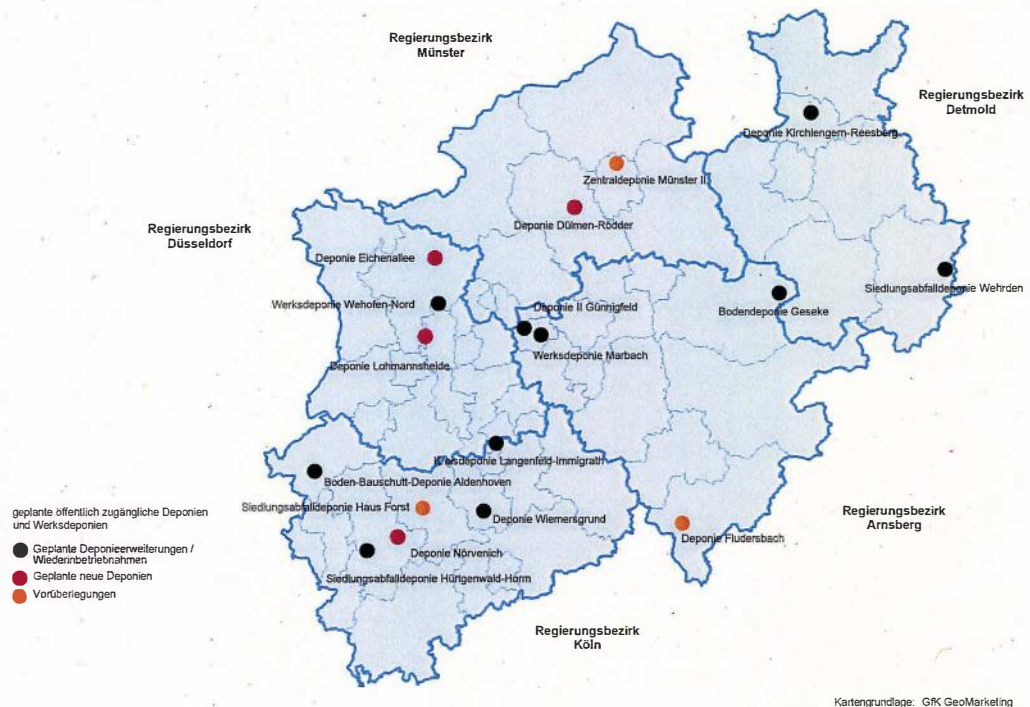 Regierungsbezirk
Münster
Regierungsbezirk
Detmold
Deponie Kirchlengern-Reesberg
Zentraldeponie Münster II
Deponie Dülmen-Rödder
Regierungsbezirk
Düsseldorf
Deponie Eichenallee
Siedlungsabfalldeponie Wehrden
Werksdeponie Wehofen-Nord
Deponie II Günnigfeld
Bodendeponie Geseke
Werksdeponie Marbach
Deponie Lohmannsheide
Kreisdeponie Langenfeld-Immigrath
Boden-Bauschutt-Deponie Aldenhoven
Siedlungsabfalldeponie Haus Forst
Deponie Wiemersgrund
Regierungsbezirk
Arnsberg
Deponie Fludersbach
Deponie Nörvenich
Siedlungsabfalldeponie Hürtgenwald-Horm
geplante öffentlich zugängliche Deponien
und Werksdeponien
Geplante Deponieerweiterungen /
Wiederinbetriebnahmen
Geplante neue Deponien
Vorüberlegungen
Regierungsbezirk
Köln
Kartengrundlage: GfK GeoMarketing